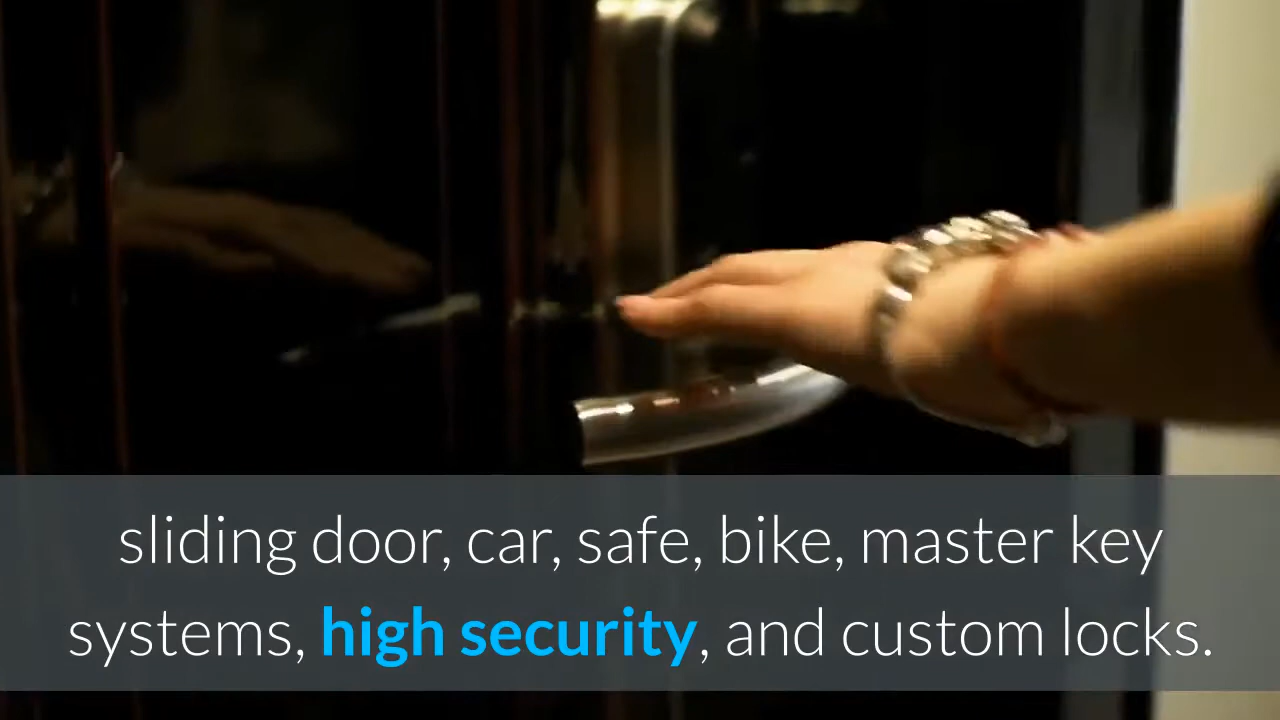 sliding door, car, safe, bike, master key
systems, high security, and custom locks.